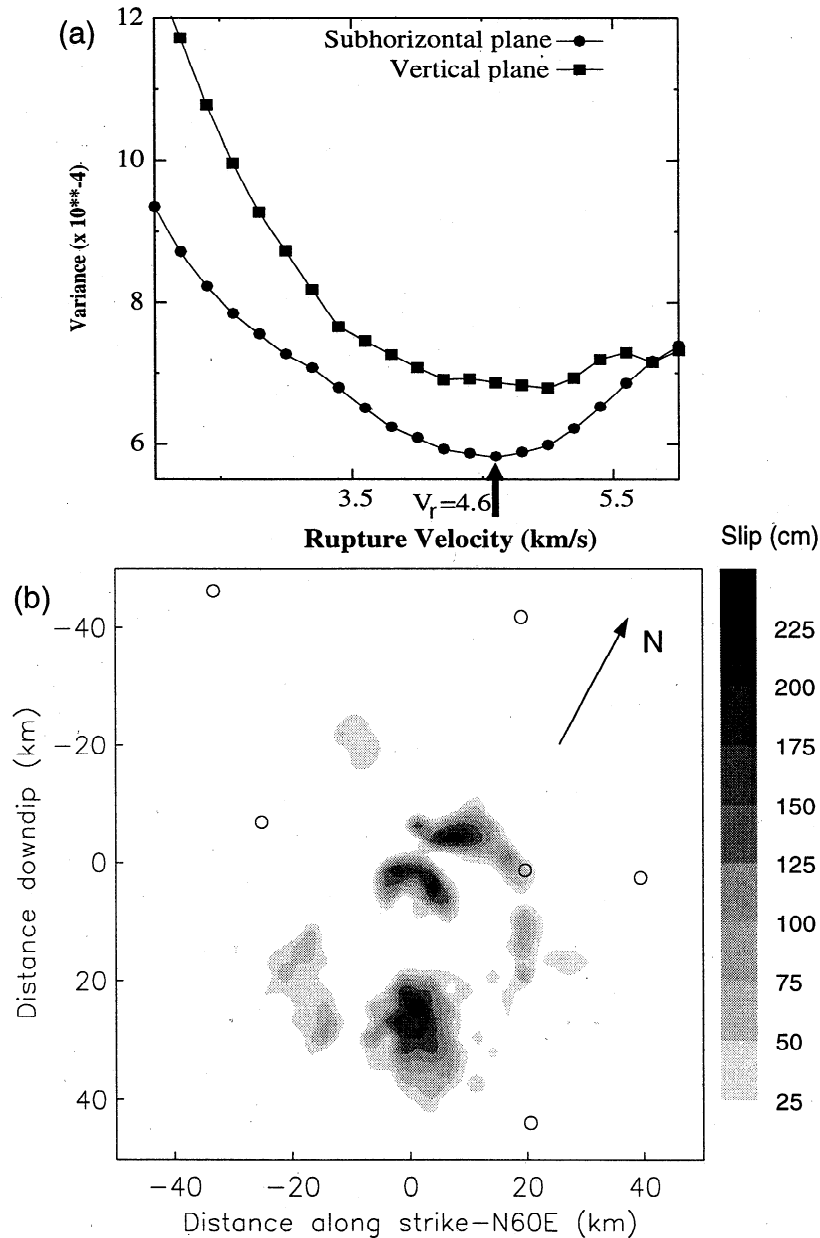 (a)
12
10
8
6
Variance (x 10**-4)
Subhorizontal plane
Vertical plane
3.5
V_r=4.6
5.5
Rupture Velocity (km/s)
Slip (cm)
(b)
N
-40
-20
0
20
40
Distance downdip (km)
-40
-20
0
20
40
Distance along strike-N60E (km)
225
200
175
150
125
100
75
50
25